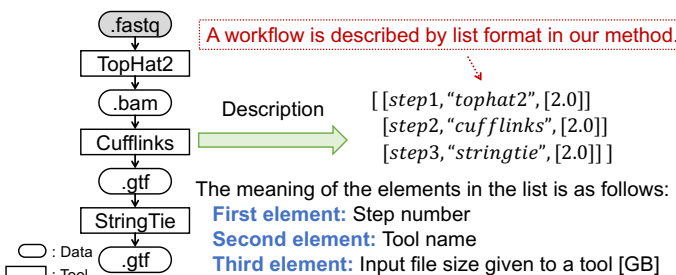 .fastq
A workflow is described by list format in our method.
TopHat2
.bam
Description
[ [step1, "tophat2", [2.0]]
[step2, "cufflinks", [2.0]]
[step3, "stringtie", [2.0]] ]
Cufflinks
.gtf
StringTie
.gtf
The meaning of the elements in the list is as follows:
First element: Step number
Second element: Tool name
Third element: Input file size given to a tool [GB]
: Data
: Tool